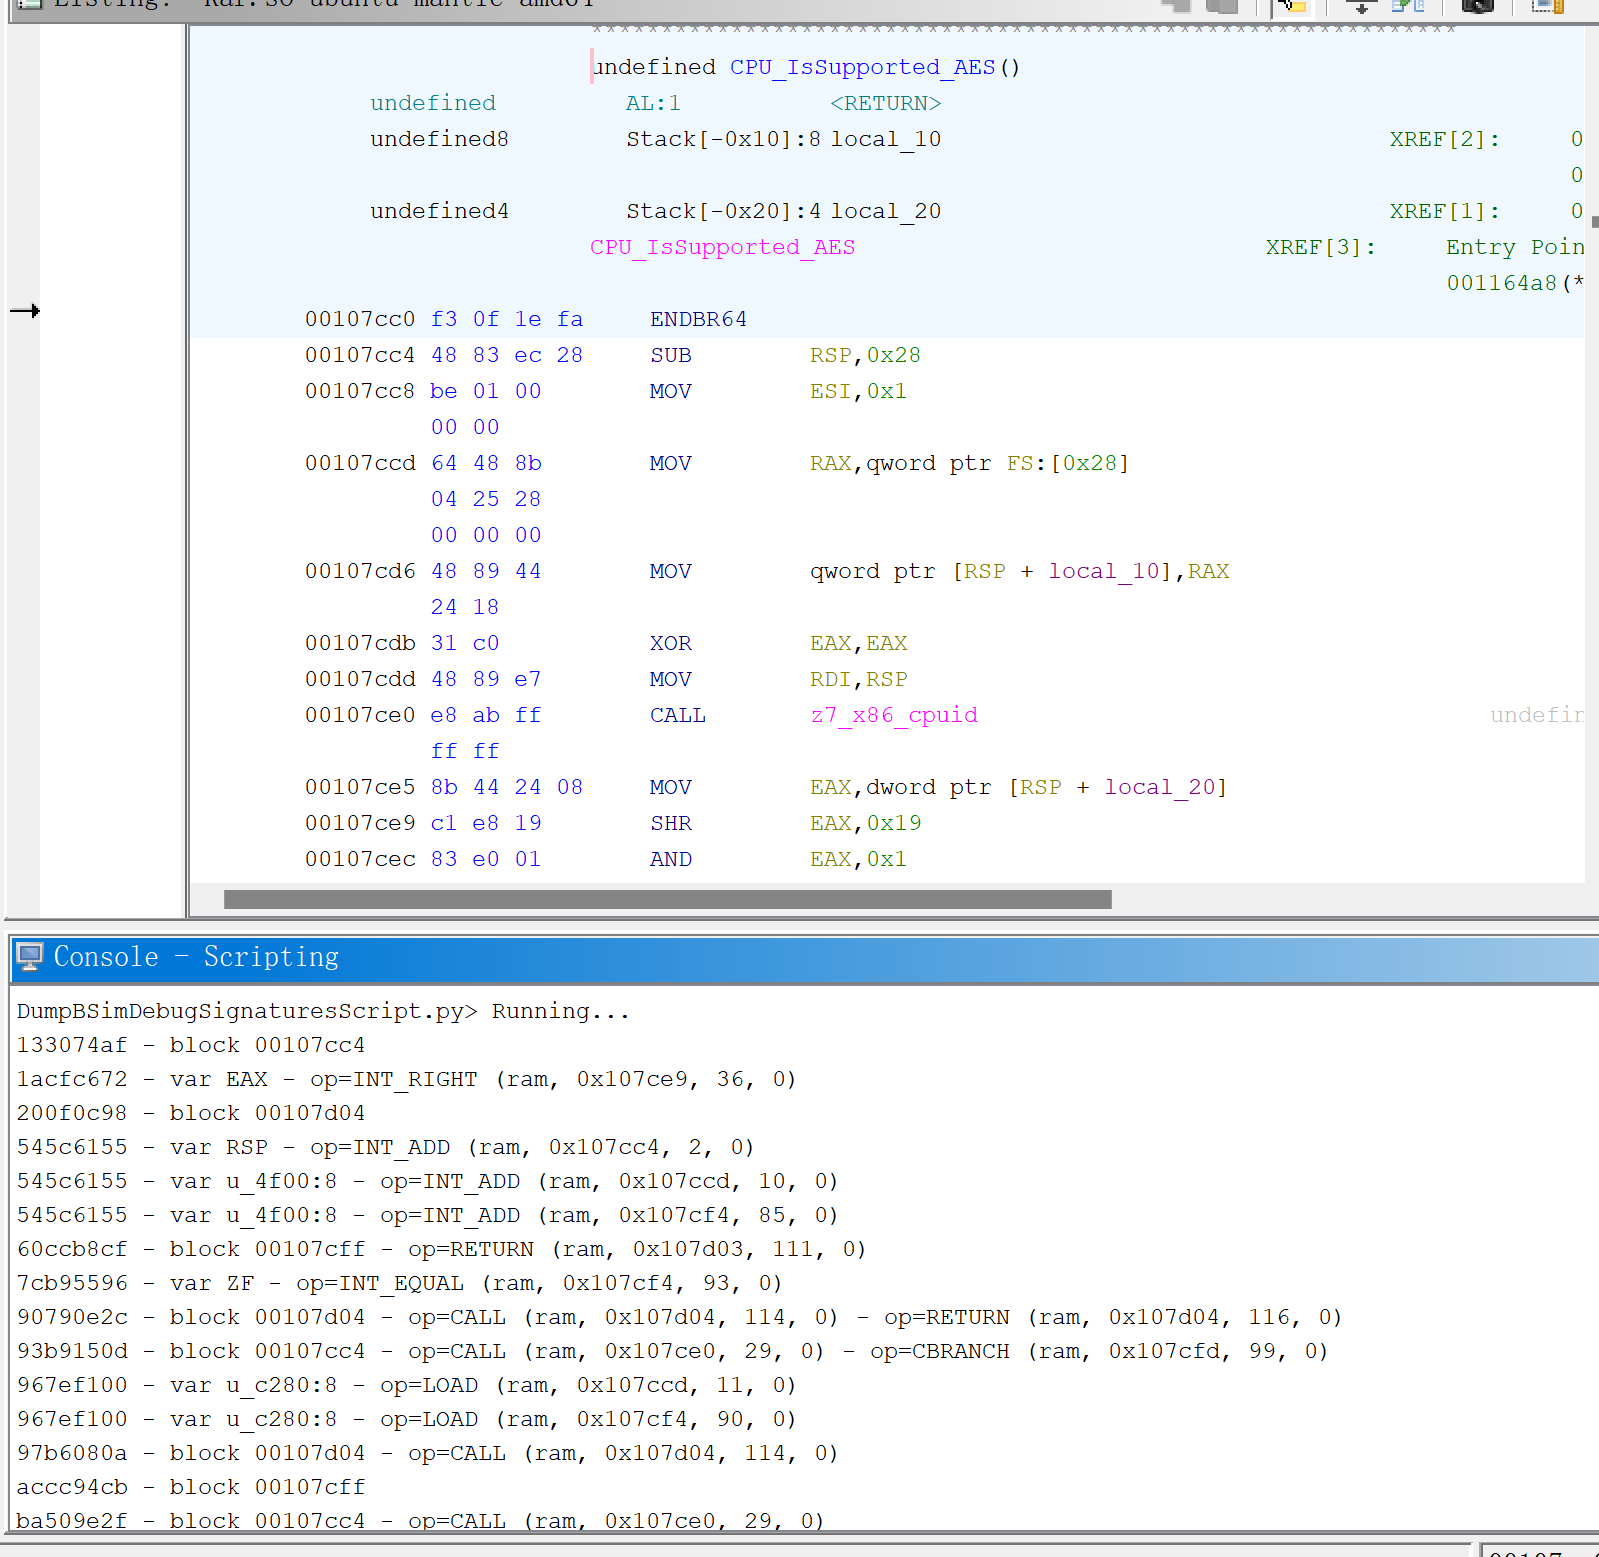 Listing: Rar.so ubuntu mantic amd64
undefined CPU_IsSupported_AES()
undefined AL:1 <RETURN>
undefined8 Stack[-0x10]:8 local_10 XREF[2]: 0
0
undefined4 Stack[-0x20]:4 local_20 XREF[1]: 0
CPU_IsSupported_AES XREF[3]: Entry Poin
001164a8(*
00107cc0 f3 0f 1e fa ENDBR64
00107cc4 48 83 ec 28 SUB RSP,0x28
00107cc8 be 01 00 MOV ESI,0x1
00 00
00107ccd 64 48 8b MOV RAX,qword ptr FS:[0x28]
04 25 28
00 00 00
00107cd6 48 89 44 MOV qword ptr [RSP + local_10],RAX
24 18
00107cdb 31 c0 XOR EAX,EAX
00107cdd 48 89 e7 MOV RDI,RSP
00107ce0 e8 ab ff CALL z7_x86_cpuid undefin
ff ff
00107ce5 8b 44 24 08 MOV EAX,dword ptr [RSP + local_20]
00107ce9 c1 e8 19 SHR EAX,0x19
00107cec 83 e0 01 AND EAX,0x1
Console - Scripting
DumpBSimDebugSignaturesScript.py> Running...
133074af - block 00107cc4
1acfc672 - var EAX - op=INT_RIGHT (ram, 0x107ce9, 36, 0)
200f0c98 - block 00107d04
545c6155 - var RSP - op=INT_ADD (ram, 0x107cc4, 2, 0)
545c6155 - var u_4f00:8 - op=INT_ADD (ram, 0x107ccd, 10, 0)
545c6155 - var u_4f00:8 - op=INT_ADD (ram, 0x107cf4, 85, 0)
60ccb8cf - block 00107cff - op=RETURN (ram, 0x107d03, 111, 0)
7cb95596 - var ZF - op=INT_EQUAL (ram, 0x107cf4, 93, 0)
90790e2c - block 00107d04 - op=CALL (ram, 0x107d04, 114, 0) - op=RETURN (ram, 0x107d04, 116, 0)
93b9150d - block 00107cc4 - op=CALL (ram, 0x107ce0, 29, 0) - op=CBRANCH (ram, 0x107cfd, 99, 0)
967ef100 - var u_c280:8 - op=LOAD (ram, 0x107ccd, 11, 0)
967ef100 - var u_c280:8 - op=LOAD (ram, 0x107cf4, 90, 0)
97b6080a - block 00107d04 - op=CALL (ram, 0x107d04, 114, 0)
accc94cb - block 00107cff
ba509e2f - block 00107cc4 - op=CALL (ram, 0x107ce0, 29, 0)